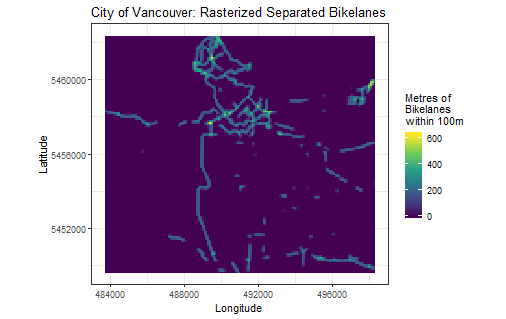 City of Vancouver: Rasterized Separated Bikelanes
5460000
5456000
5452000
Latitude
484000
488000
492000
496000
Longitude
Metres of
Bikelanes
within 100m
600
400
200
0